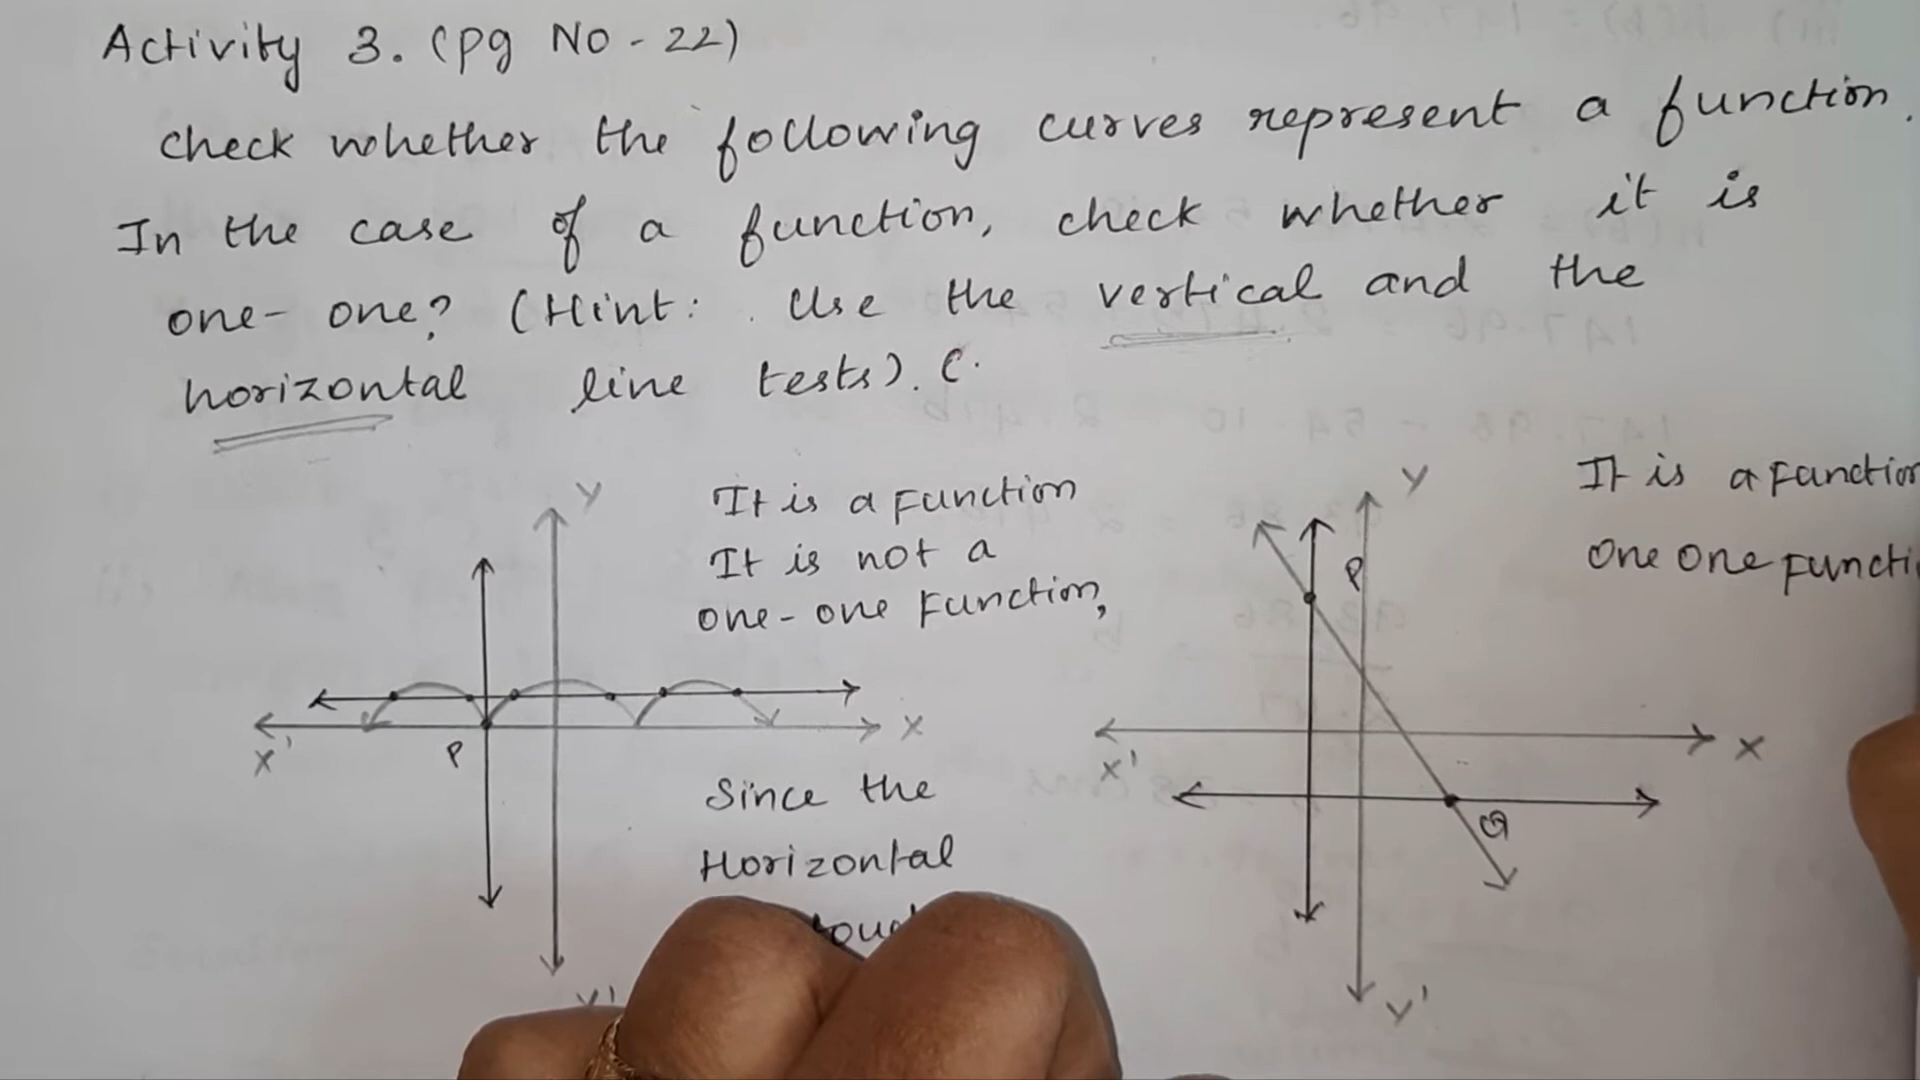 Activity 3. (pg No - 22)
check whether the following curves represent a function.
In the case of a function, check whether it is
one- one? (Hint: . Use the vertical and the
horizontal line tests). (.
It is a Function
It is not a
one- one Function,
Y
X
X'
P
Since the
Horizontal
Y'
It is a Function
One One
Y
P
X
X'
Q
Y'